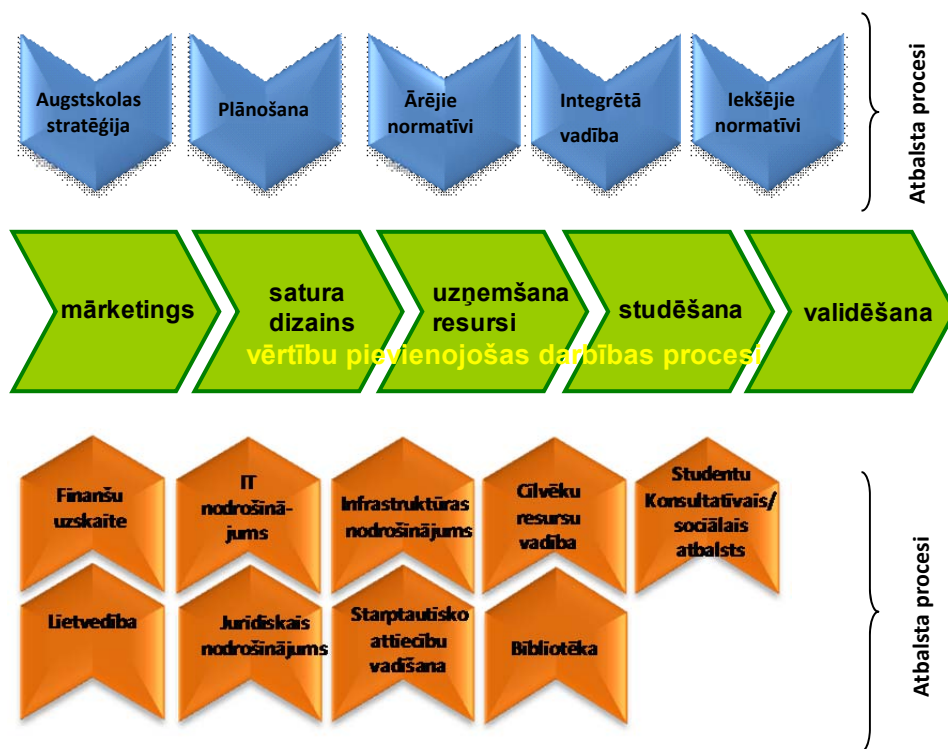 Augstskolas
stratēģija
Plānošana
Ārējie
normatīvi
Integrētā
vadība
Iekšējie
normatīvi
Atbalsta procesi
mārketings
satura
dizains
uzņemšana
resursi
studēšana
validēšana
vērtību pievienojošas darbības procesi
Finanšu
uzskaite
IT
nodrošinā-
jums
Infrastruktūras
nodrošinājums
Cilvēku
resursu
vadība
Studentu
Konsultatīvais/
sociālais
atbalsts
Lietvedība
Juridiskais
nodrošinājums
Starptautisko
attiecību
vadīšana
Bibliotēka
Atbalsta procesi